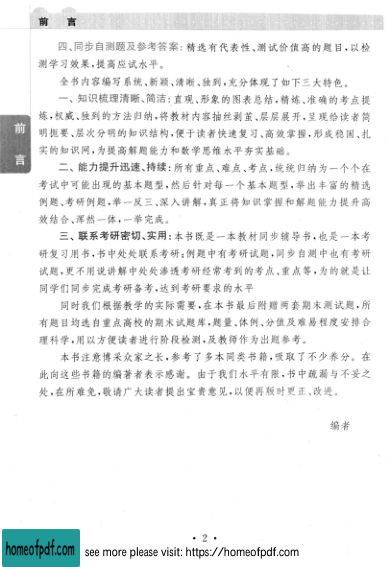 前 言
四、同步自测题及参考答案：精选有代表性、测试价值高的题目，以检
测学习效果，提高应试水平。
全书内容编写系统、新颖、清晰、独到，充分体现了如下三大特色。
一、知识梳理清晰、简洁：直观、形象的图表总结，精炼、准确的考点提
炼，权威、独到的方法归纳，将教材内容抽丝剥茧、层层展开，呈现给读者简
明扼要、层次分明的知识结构，便于读者快速复习、高效掌握，形成稳固、扎
实的知识网，为提高解题能力和数学思维水平夯实基础。
二、能力提升迅速、持续：所有重点、难点、考点，统统归纳为一个个在
考试中可能出现的基本题型，然后针对每一个基本题型，举出丰富的精选
例题、考研例题，举一反三、深入讲解，真正将知识掌握和解题能力提升高
效结合、浑然一体，一举完成。
三、联系考研密切、实用：本书既是一本教材同步辅导书，也是一本考
研复习用书，书中处处联系考研：例题中有考研试题，同步自测中也有考研
试题，更不用说讲解中处处渗透考研经常考到的考点、重点等，为的就是让
同学们同步完成考研备考，达到考研要求的水平
同时我们根据教学的实际需要，在本书最后附赠两套期末测试题，所
有题目均选自重点高校的期末试题库，题量、体例、分值及难易程度安排合
理科学，用以方便读者进行阶段检测，及教师作为出题参考。
本书注意博采众家之长，参考了多本同类书籍，吸取了不少养分。在
此向这些书籍的编著者表示感谢。由于我们水平有限，书中疏漏与不妥之
处，在所难免，敬请广大读者提出宝贵意见，以便再版时更正、改进。
编者
前
言
• 2 •
homeofpdf.com
see more please visit: https://homeofpdf.com